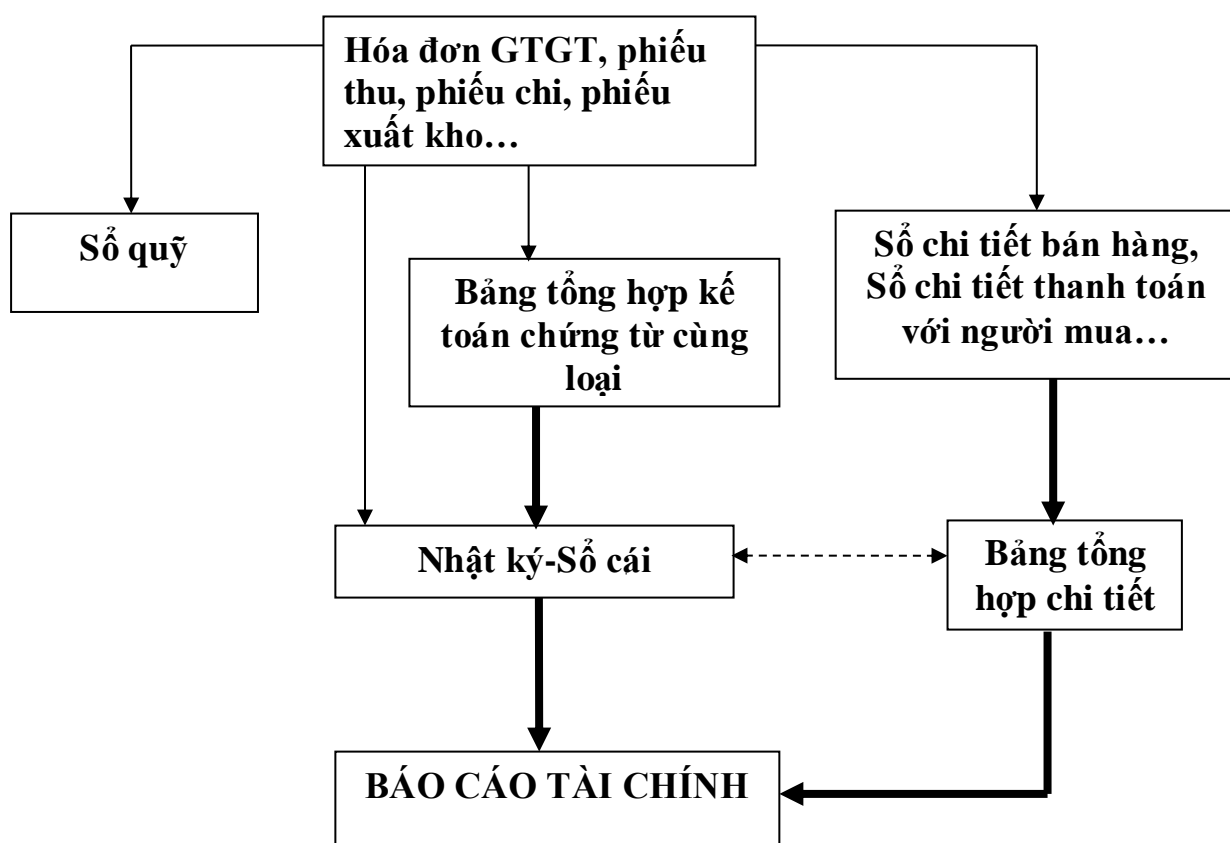 Hóa đơn GTGT, phiếu
thu, phiếu chi, phiếu
xuất kho…
Sổ quỹ
Bảng tổng hợp kế
toán chứng từ cùng
loại
Sổ chi tiết bán hàng,
Sổ chi tiết thanh toán
với người mua…
Nhật ký-Sổ cái
Bảng tổng
hợp chi tiết
BÁO CÁO TÀI CHÍNH